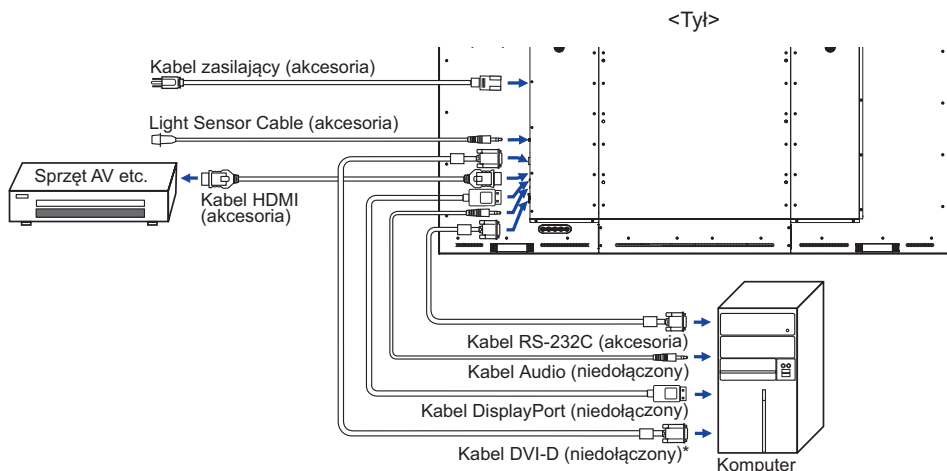 <Tył>
Kabel zasilający (akcesoria)
Light Sensor Cable (akcesoria)
Sprzęt AV etc.
Kabel HDMI
(akcesoria)
Kabel RS-232C (akcesoria)
Kabel Audio (niedołączony)
Kabel DisplayPort (niedołączony)
Kabel DVI-D (niedołączony)*
Komputer